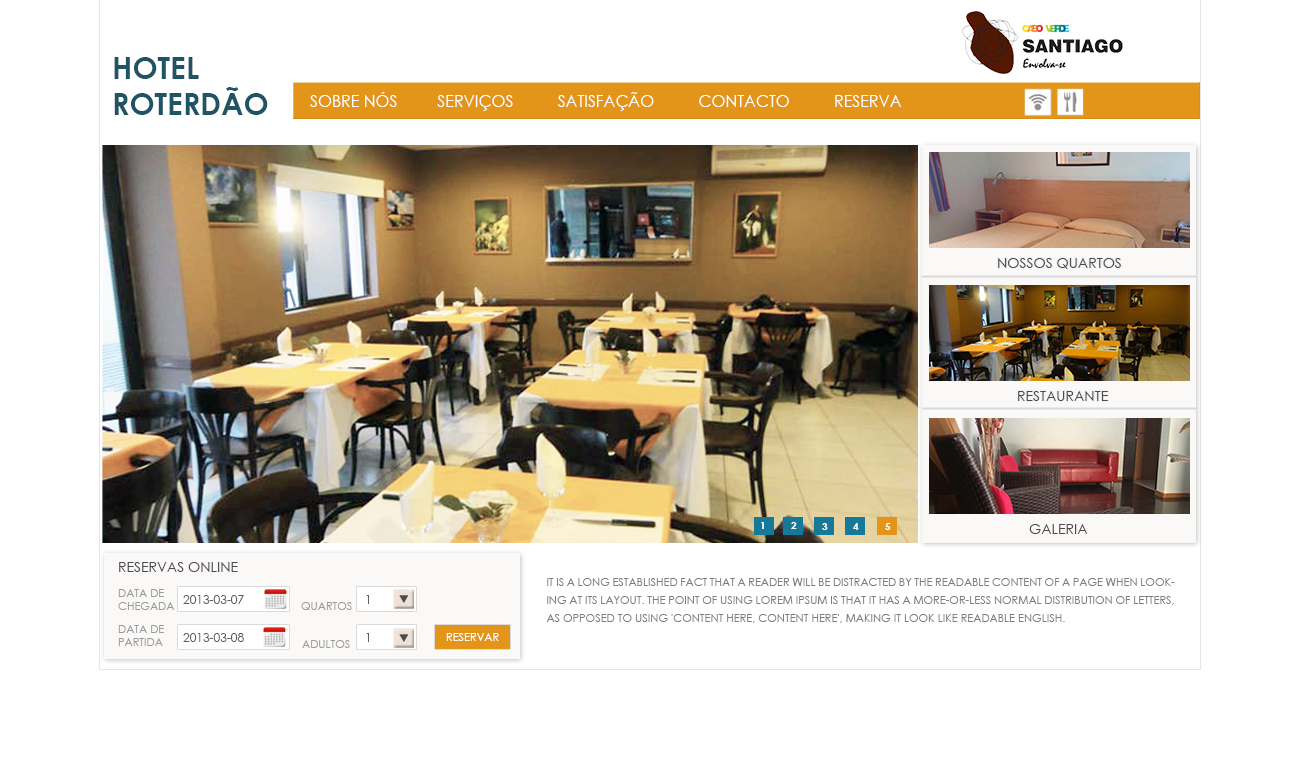 CABO VERDE
SANTIAGO
Envolva-se
HOTEL
ROTERDÃO
SOBRE NÓS SERVIÇOS SATISFAÇÃO CONTACTO RESERVA
NOSSOS QUARTOS
RESTAURANTE
GALERIA
1 2 3 4 5
RESERVAS ONLINE
DATA DE
CHEGADA 2013-03-07 QUARTOS 1
DATA DE
PARTIDA 2013-03-08 ADULTOS 1 RESERVAR
IT IS A LONG ESTABLISHED FACT THAT A READER WILL BE DISTRACTED BY THE READABLE CONTENT OF A PAGE WHEN LOOK-
ING AT ITS LAYOUT. THE POINT OF USING LOREM IPSUM IS THAT IT HAS A MORE-OR-LESS NORMAL DISTRIBUTION OF LETTERS,
AS OPPOSED TO USING 'CONTENT HERE, CONTENT HERE', MAKING IT LOOK LIKE READABLE ENGLISH.